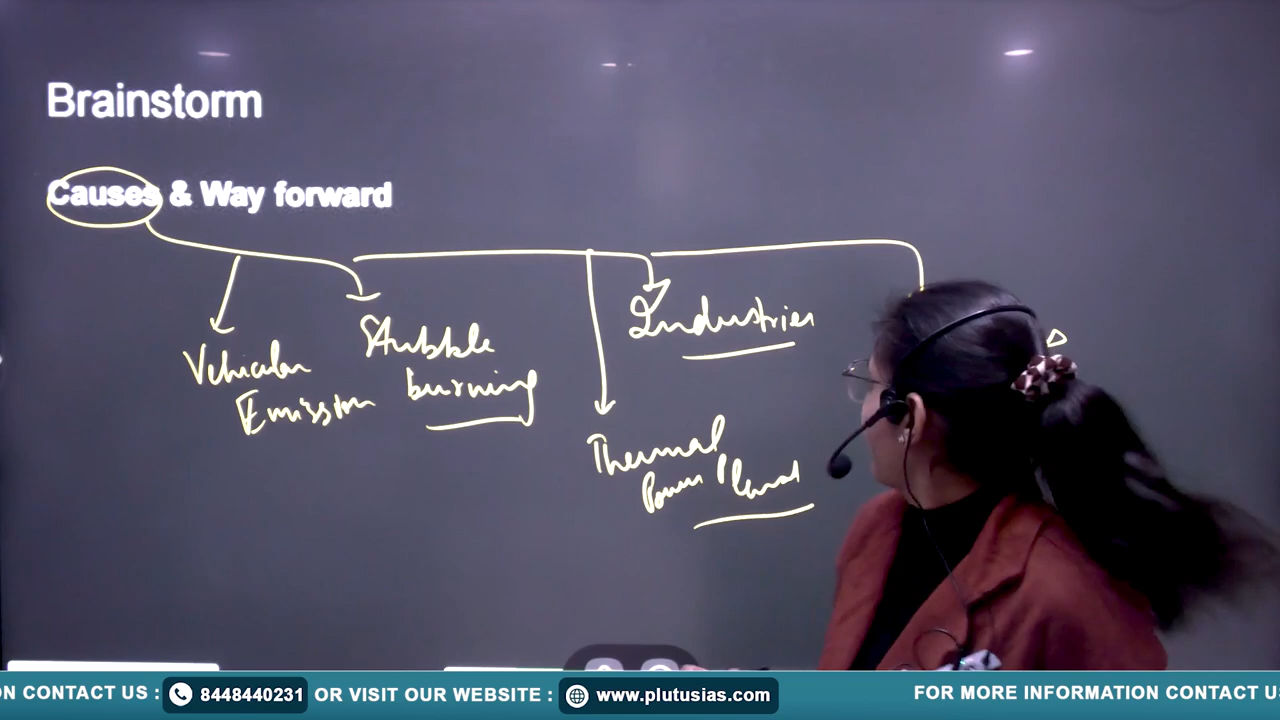 Brainstorm
Causes & Way forward
Vehicular
Emission
Stubble
burning
Industries
Thermal
Power Plant
ON CONTACT US : 8448440231 OR VISIT OUR WEBSITE : www.plutusias.com FOR MORE INFORMATION CONTACT US